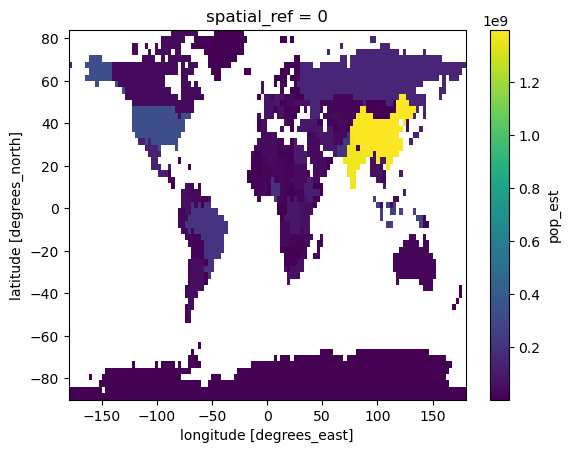 spatial_ref = 0
1e9
80
60
40
20
0
−20
−40
−60
−80
latitude [degrees_north]
−150 −100 −50 0 50 100 150
longitude [degrees_east]
1.2
1.0
0.8
0.6
0.4
0.2
pop_est